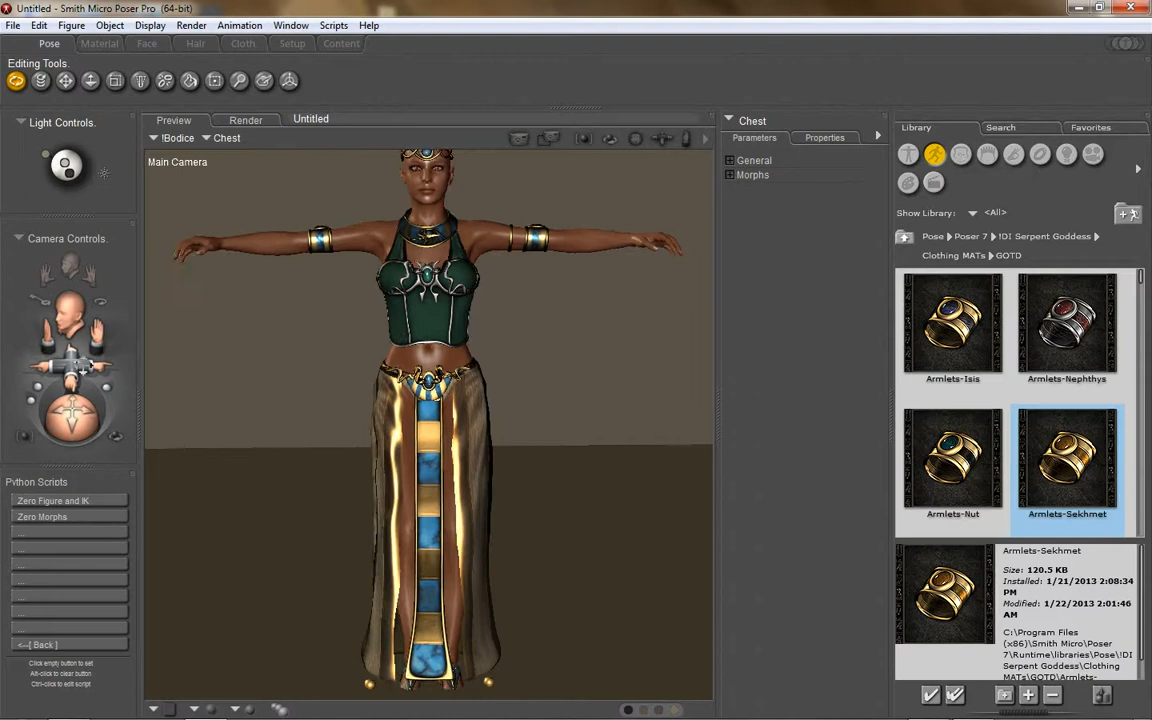 Untitled - Smith Micro Poser Pro (64-bit)
File Edit Figure Object Display Render Animation Window Scripts Help
Pose Material Face Hair Cloth Setup Content
Editing Tools.
Light Controls.
Preview Render Untitled
!Bodice Chest
Main Camera
Camera Controls.
Python Scripts
Zero Figure and IK
Zero Morphs
...
...
...
...
...
...
...
<---[ Back ]
Click empty button to set
Alt-click to clear button
Ctrl-click to edit script
Chest
Parameters Properties
General
Morphs
Library Search Favorites
Show Library: <All>
Pose Poser 7 !DI Serpent Goddess
Clothing MATs GOTD
Armlets-Isis Armlets-Nephthys
Armlets-Nut Armlets-Sekhmet
Armlets-Sekhmet
Size: 120.5 KB
Installed: 1/21/2013 2:08:34
PM
Modified: 1/22/2013 2:01:46
AM
C:\Program Files
(x86)\Smith Micro\Poser
7\Runtime\libraries\Pose\!DI
Serpent Goddess\Clothing
MATs\GOTD\Armlets-